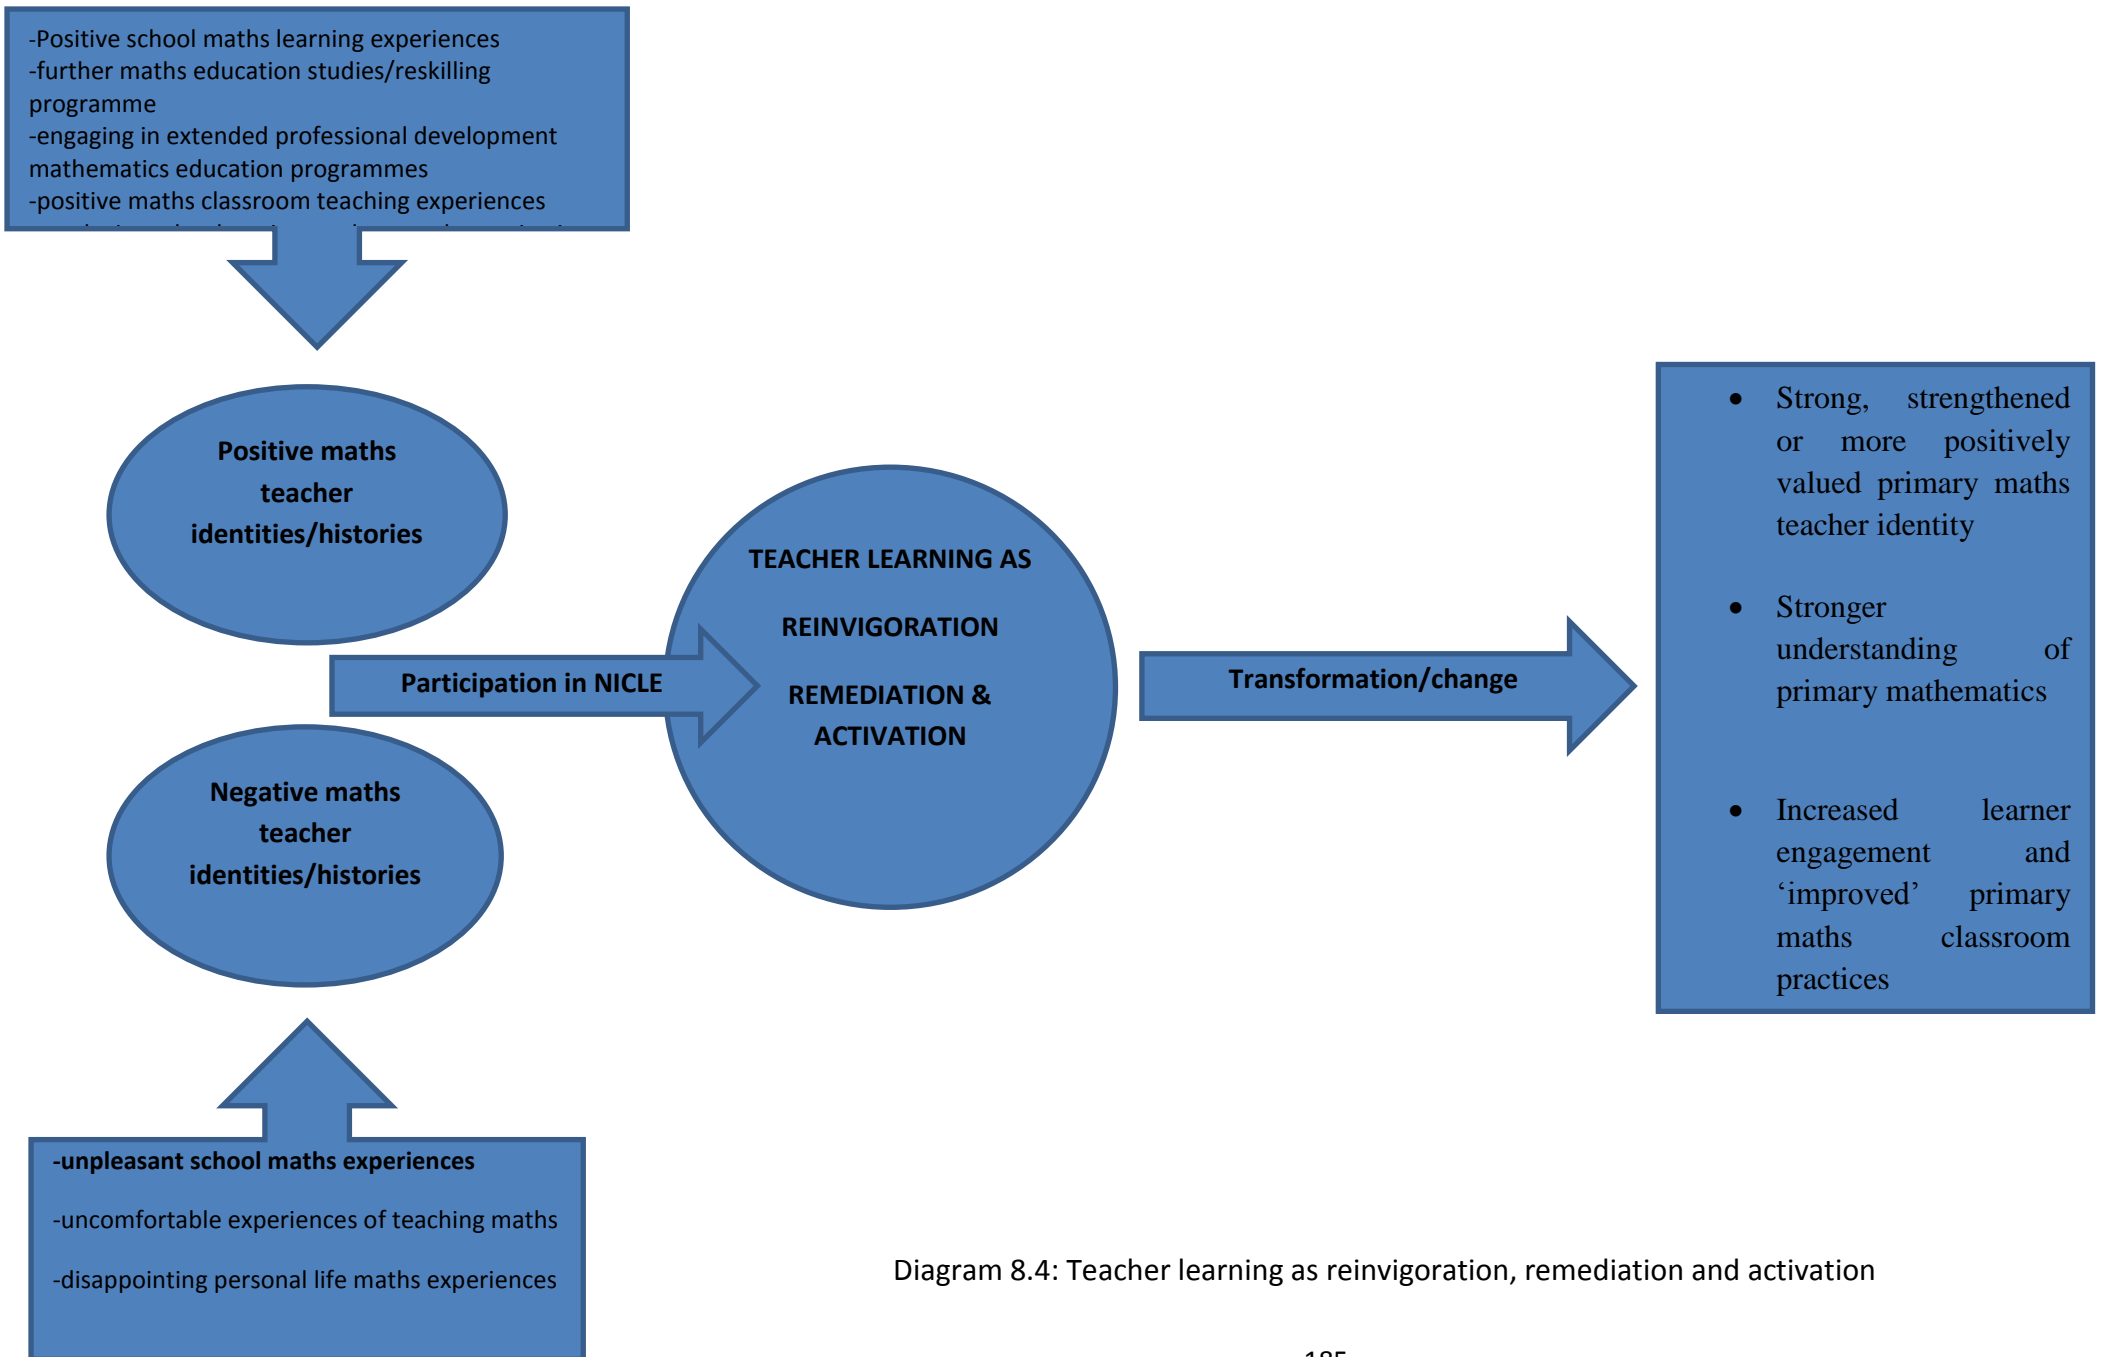 -Positive school maths learning experiences
-further maths education studies/reskilling
programme
-engaging in extended professional development
mathematics education programmes
-positive maths classroom teaching experiences
Positive maths
teacher
identities/histories
Participation in NICLE
Negative maths
teacher
identities/histories
-unpleasant school maths experiences
-uncomfortable experiences of teaching maths
-disappointing personal life maths experiences
TEACHER LEARNING AS
REINVIGORATION
REMEDIATION &
ACTIVATION
Transformation/change
• Strong, strengthened
or more positively
valued primary maths
teacher identity
• Stronger
understanding of
primary mathematics
• Increased learner
engagement and
‘improved’ primary
maths classroom
practices
Diagram 8.4: Teacher learning as reinvigoration, remediation and activation